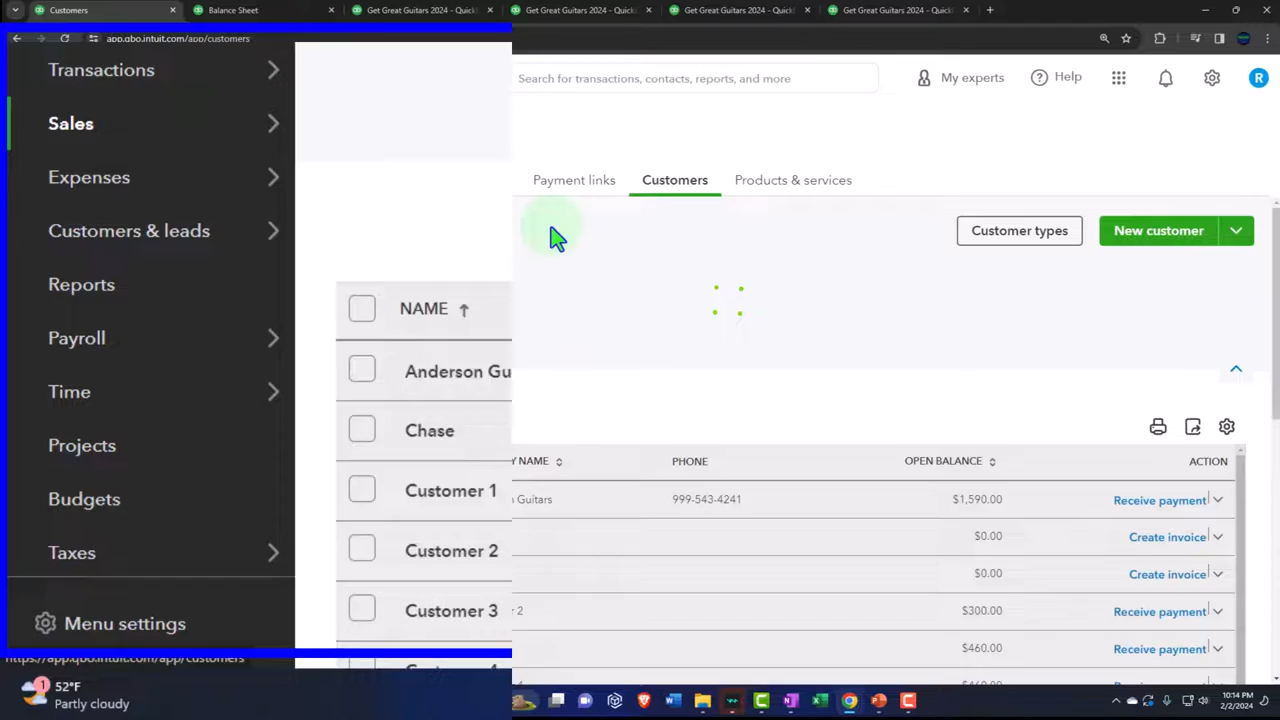 Customers
Balance Sheet
Get Great Guitars 2024 - Quick
Get Great Guitars 2024 - Quick
Get Great Guitars 2024 - Quick
Get Great Guitars 2024 - Quick
app.qbo.intuit.com/app/customers
Search for transactions, contacts, reports, and more
My experts
Help
R
Transactions
Sales
Expenses
Customers & leads
Reports
Payroll
Time
Projects
Budgets
Taxes
Menu settings
https://app.qbo.intuit.com/app/customers
Payment links
Customers
Products & services
Customer types
New customer
NAME
Anderson Gu
Chase
Customer 1
Customer 2
Customer 3
Y NAME
PHONE
OPEN BALANCE
ACTION
s Guitars
999-543-4241
$1,590.00
Receive payment
$0.00
Create invoice
$0.00
Create invoice
r 2
$300.00
Receive payment
$460.00
Receive payment
1
52°F
Partly cloudy
10:14 PM
2/2/2024